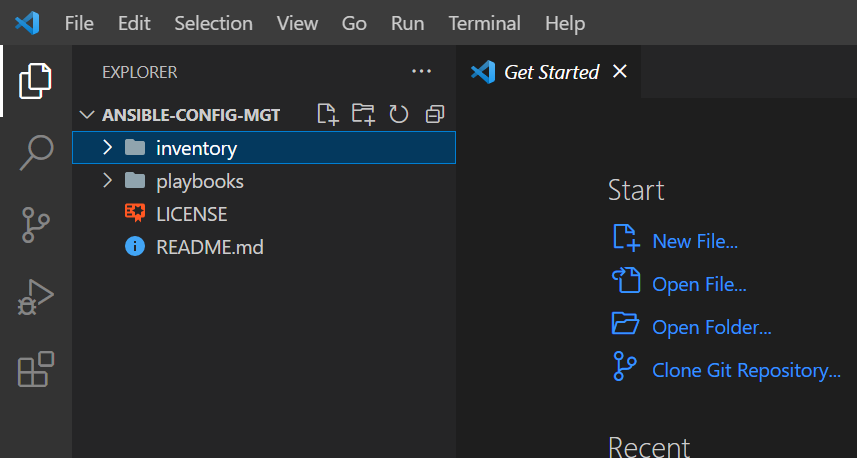 File Edit Selection View Go Run Terminal Help
EXPLORER
ANSIBLE-CONFIG-MGT
inventory
playbooks
LICENSE
README.md
Get Started
Start
New File...
Open File...
Open Folder...
Clone Git Repository...
Recent